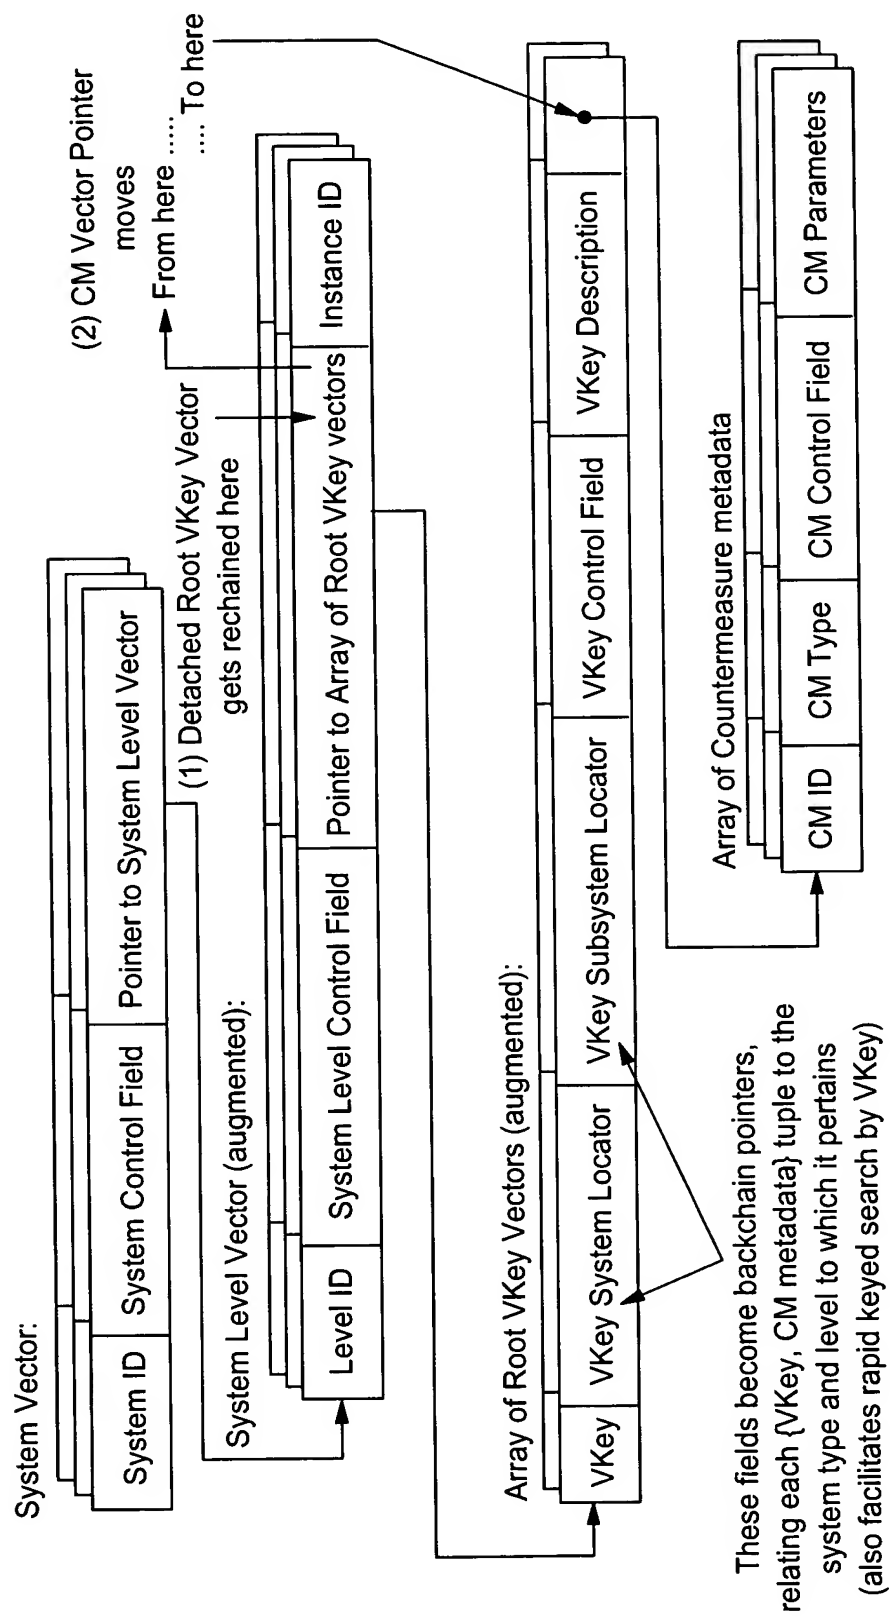 System Vector:
System ID
System Control Field
Pointer to System Level Vector
(1) Detached Root VKey Vector
gets rechained here
(2) CM Vector Pointer
moves
From here ......
..... To here
System Level Vector (augmented):
Level ID
System Level Control Field
Pointer to Array of Root VKey vectors
Instance ID
Array of Root VKey Vectors (augmented):
VKey
VKey System Locator
VKey Subsystem Locator
VKey Control Field
VKey Description
Array of Countermeasure metadata
CM ID
CM Type
CM Control Field
CM Parameters
These fields become backchain pointers,
relating each {VKey, CM metadata} tuple to the
system type and level to which it pertains
(also facilitates rapid keyed search by VKey)